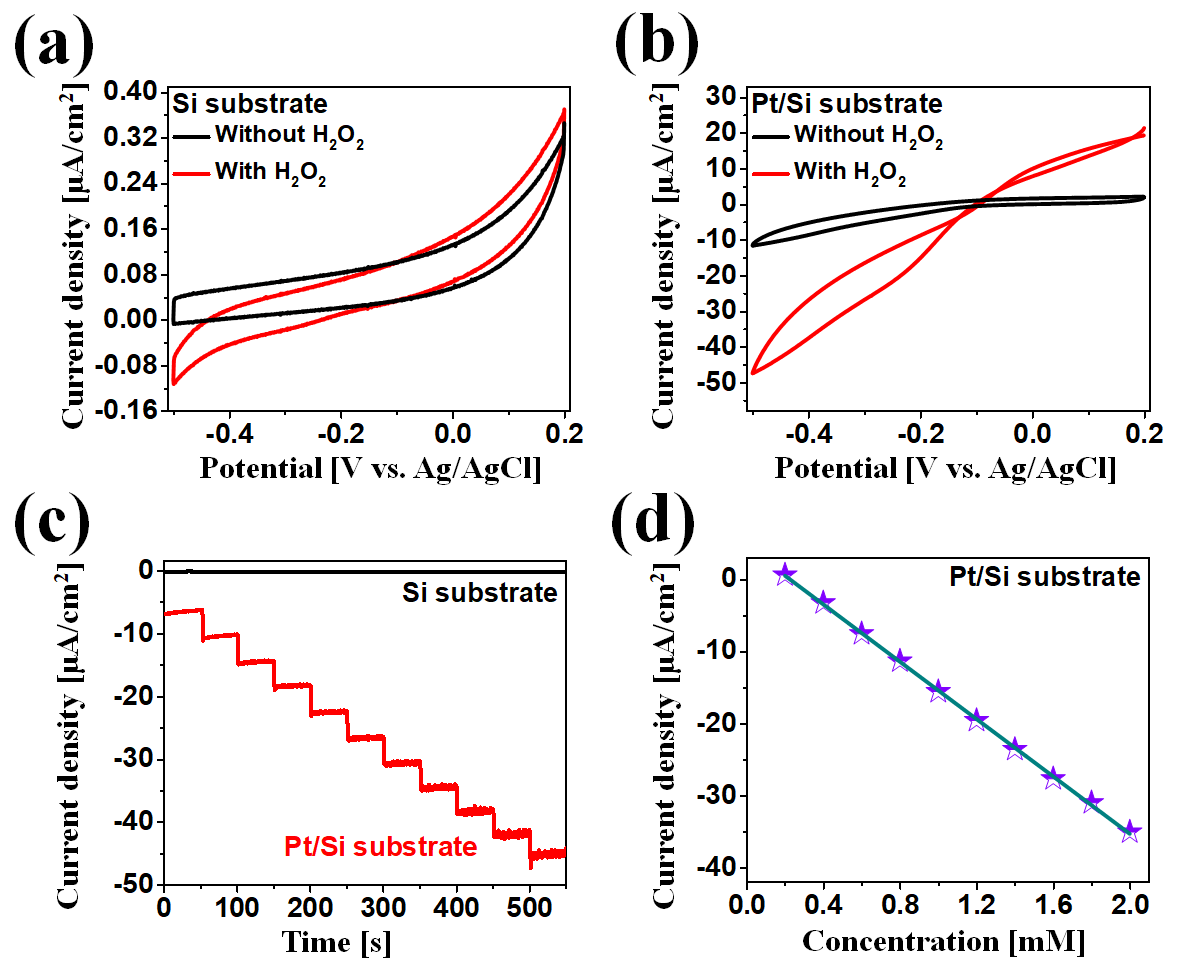 (a)
Current density [µA/cm²]
0.40
0.32
0.24
0.16
0.08
0.00
-0.08
-0.16
Si substrate
Without H₂O₂
With H₂O₂
-0.4
-0.2
0.0
0.2
Potential [V vs. Ag/AgCl]
(b)
Current density [µA/cm²]
30
20
10
0
-10
-20
-30
-40
-50
Pt/Si substrate
Without H₂O₂
With H₂O₂
-0.4
-0.2
0.0
0.2
Potential [V vs. Ag/AgCl]
(c)
Current density [µA/cm²]
0
-10
-20
-30
-40
-50
Si substrate
Pt/Si substrate
0
100
200
300
400
500
Time [s]
(d)
Current density [µA/cm²]
0
-10
-20
-30
-40
Pt/Si substrate
0.0
0.4
0.8
1.2
1.6
2.0
Concentration [mM]